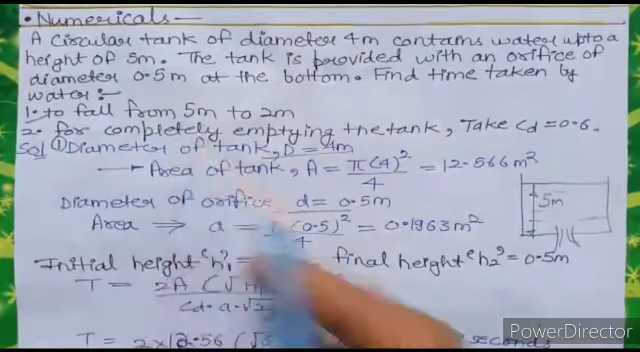 • Numericals —
A Circular tank of diameter 4m contains water upto a
height of 5m. The tank is provided with an orifice of
diameter 0.5m at the bottom. Find time taken by
water:-
1. to fall from 5m to 2m
2. for completely emptying the tank, Take Cd = 0.6.
Sol ① Diameter of tank, D = 4m
→ Area of tank, A = π(4)² / 4 = 12.566 m²
Diameter of orifice d = 0.5m
Area ⇒ a = (0.5)² / 4 = 0.1963 m²
5m
Initial height 'h₁' = final height 'h₂' = 0.5m
T = 2A (√H₁
Cd. a. √2
T = 2×12.56 (√ seconds
PowerDirector